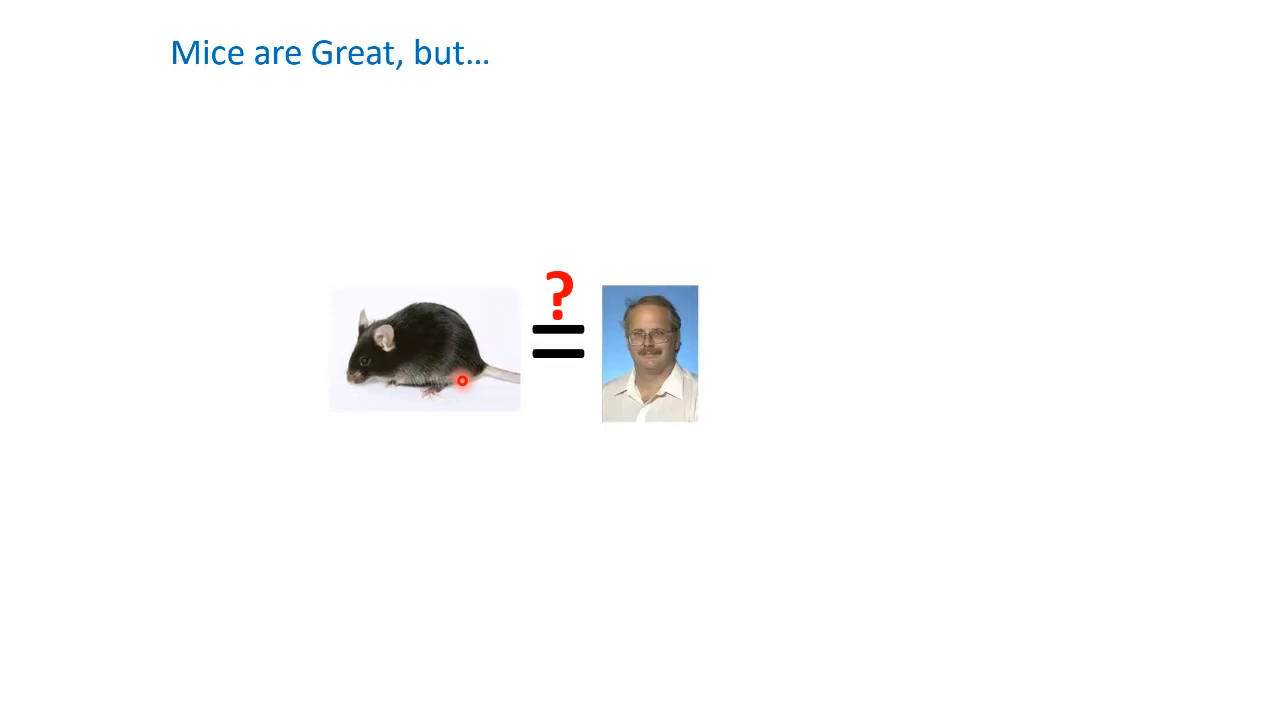 Mice are Great, but…
?
=